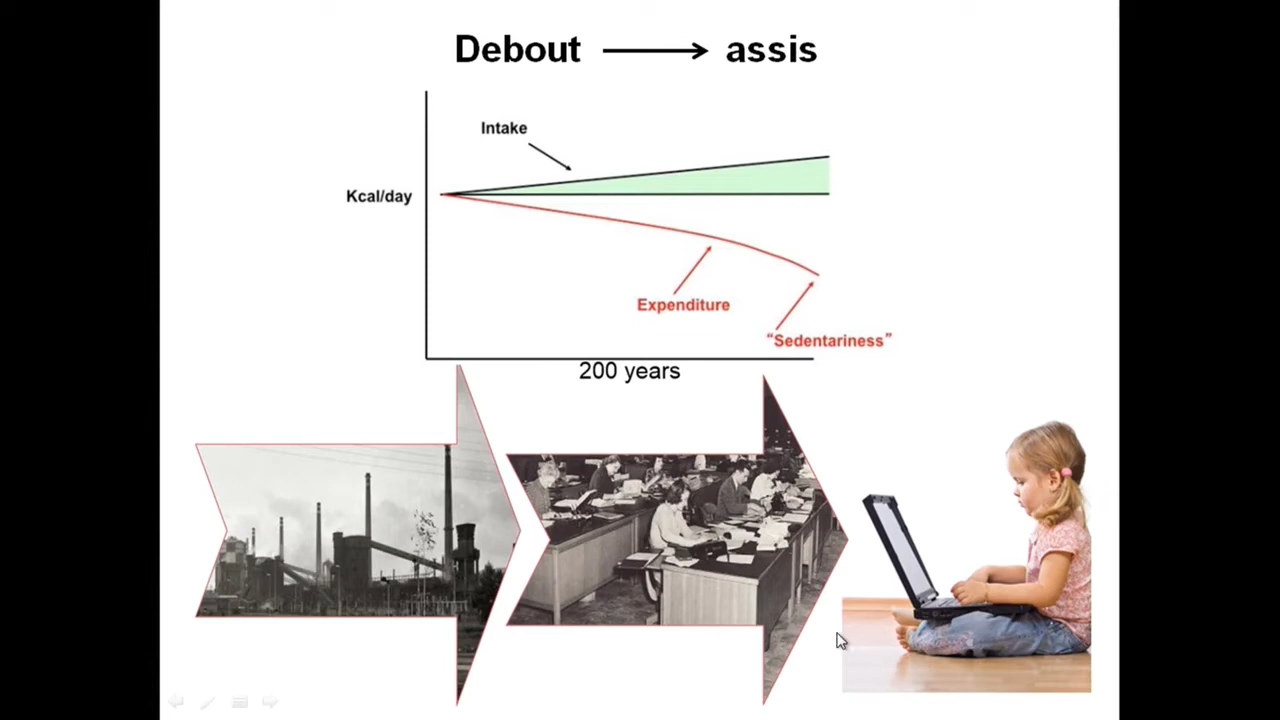 Debout → assis
Intake
Kcal/day
Expenditure
“Sedentariness”
200 years